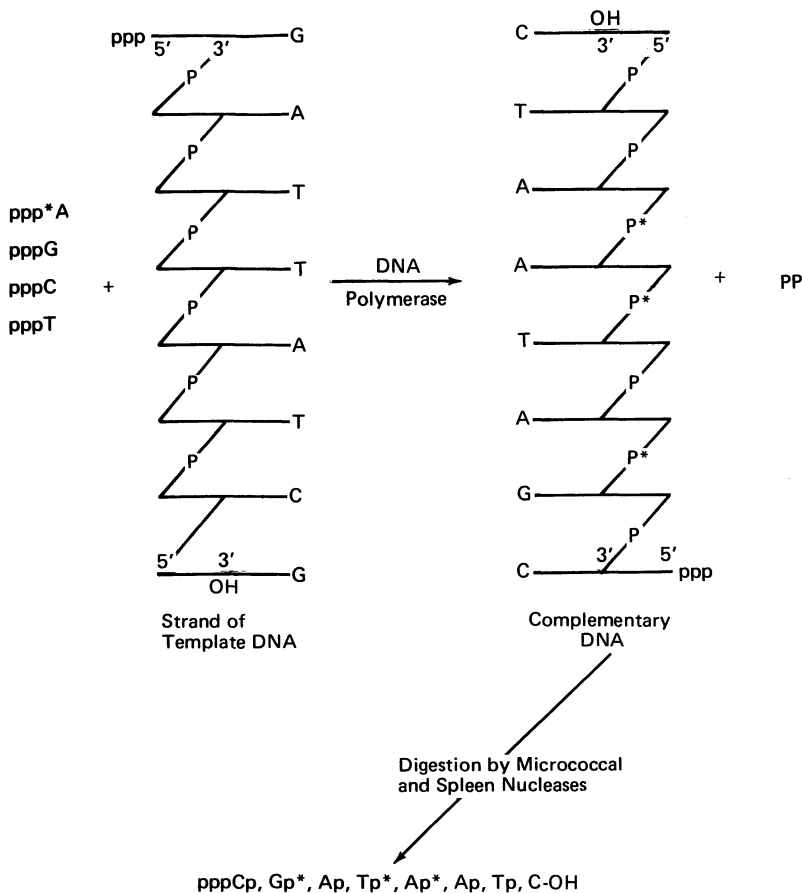 ppp 5' 3' G
P
A
P
T
P
T
P
A
P
T
P
C
5' 3'
OH
G
Strand of
Template DNA
ppp*A
pppG
pppC
pppT
+
DNA
Polymerase
OH
C 3' 5'
P
T
P
A
P*
A
P*
T
P
A
P*
G
P
3' 5'
C ppp
Complementary
DNA
+ PP
Digestion by Micrococcal
and Spleen Nucleases
pppCp, Gp*, Ap, Tp*, Ap*, Ap, Tp, C-OH